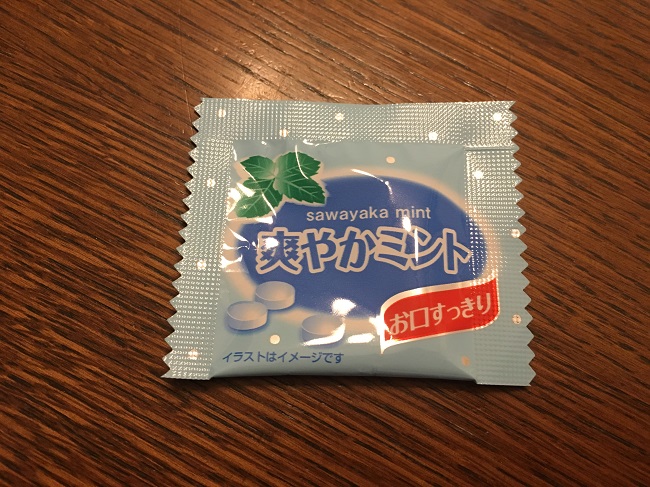 sawayaka mint
爽やかミント
お口すっきり
イラストはイメージです